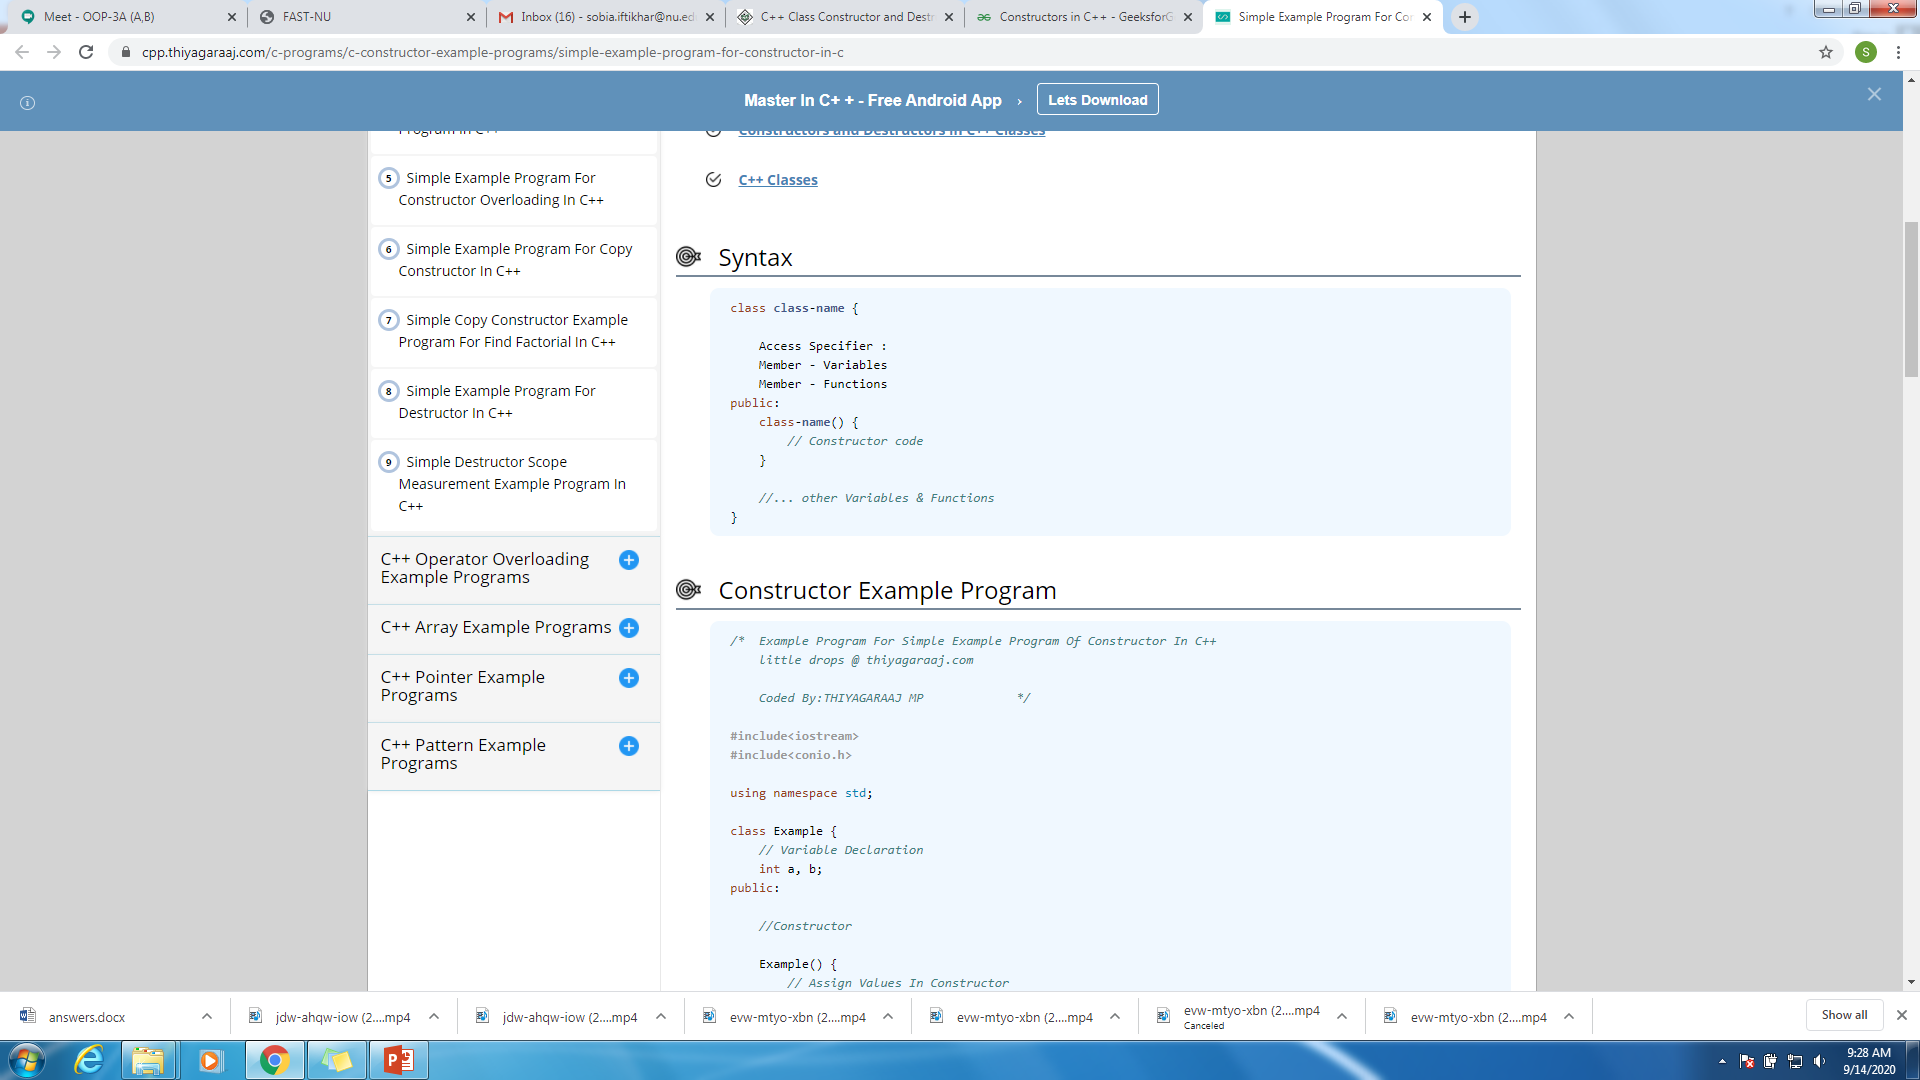 Meet - OOP-3A (A,B)
FAST-NU
Inbox (16) - sobia.iftikhar@nu.ed
C++ Class Constructor and Destr
Constructors in C++ - GeeksforG
Simple Example Program For Cor
cpp.thiyagaraaj.com/c-programs/c-constructor-example-programs/simple-example-program-for-constructor-in-c
S
Master In C+ + - Free Android App › Lets Download
Program In C++
5 Simple Example Program For
Constructor Overloading In C++
6 Simple Example Program For Copy
Constructor In C++
7 Simple Copy Constructor Example
Program For Find Factorial In C++
8 Simple Example Program For
Destructor In C++
9 Simple Destructor Scope
Measurement Example Program In
C++
C++ Operator Overloading
Example Programs
C++ Array Example Programs
C++ Pointer Example
Programs
C++ Pattern Example
Programs
Constructors and Destructors in C++ Classes
C++ Classes
Syntax
class class-name {
Access Specifier :
Member - Variables
Member - Functions
public:
class-name() {
// Constructor code
}
//... other Variables & Functions
}
Constructor Example Program
/* Example Program For Simple Example Program Of Constructor In C++
little drops @ thiyagaraaj.com
Coded By:THIYAGARAAJ MP */
#include<iostream>
#include<conio.h>
using namespace std;
class Example {
// Variable Declaration
int a, b;
public:
//Constructor
Example() {
// Assign Values In Constructor
answers.docx
jdw-ahqw-iow (2....mp4
jdw-ahqw-iow (2....mp4
evw-mtyo-xbn (2....mp4
evw-mtyo-xbn (2....mp4
evw-mtyo-xbn (2....mp4
Canceled
evw-mtyo-xbn (2....mp4
Show all
9:28 AM
9/14/2020